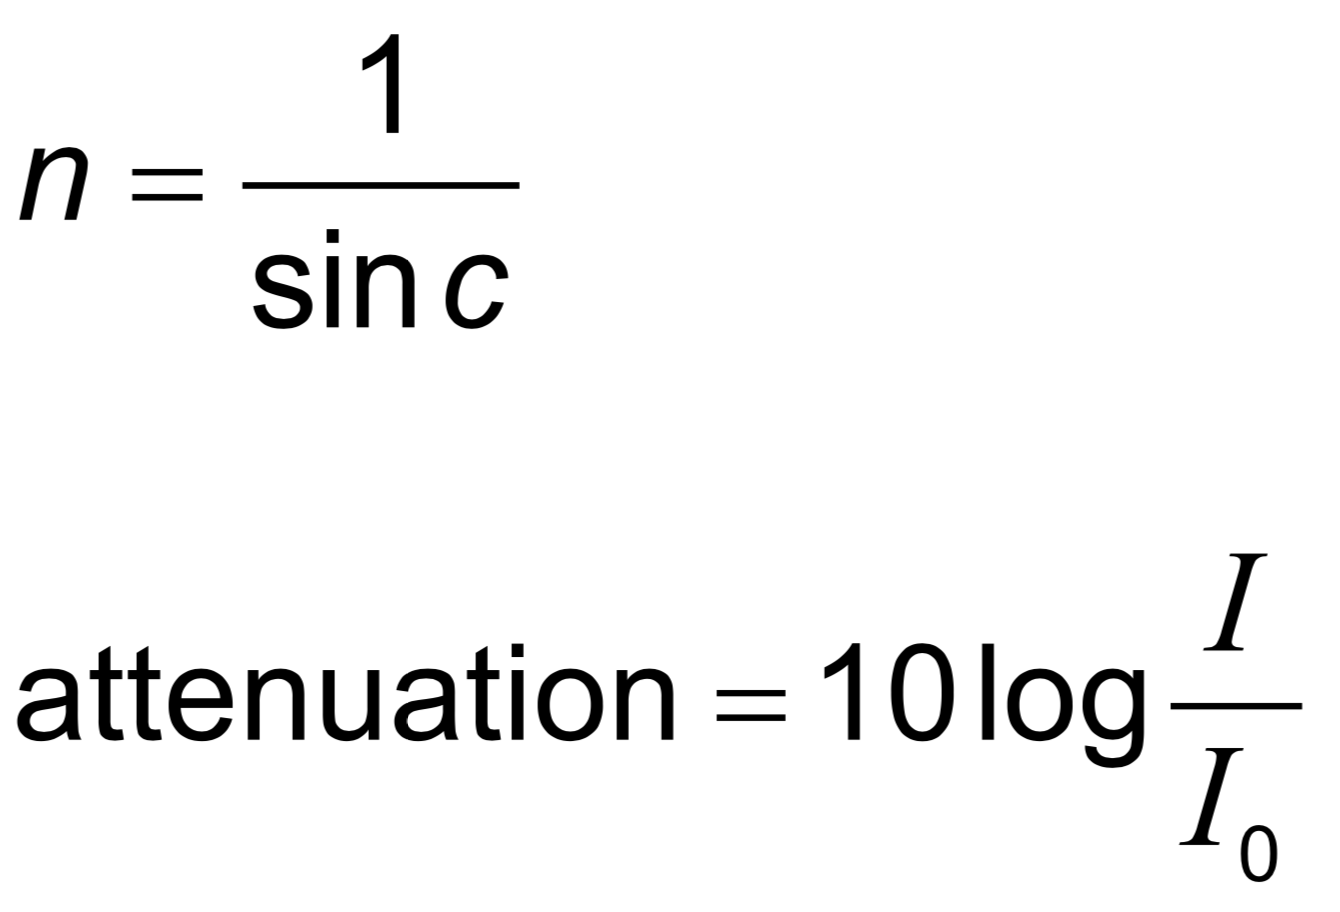 n = 1 / sin c
attenuation = 10 log I / I₀